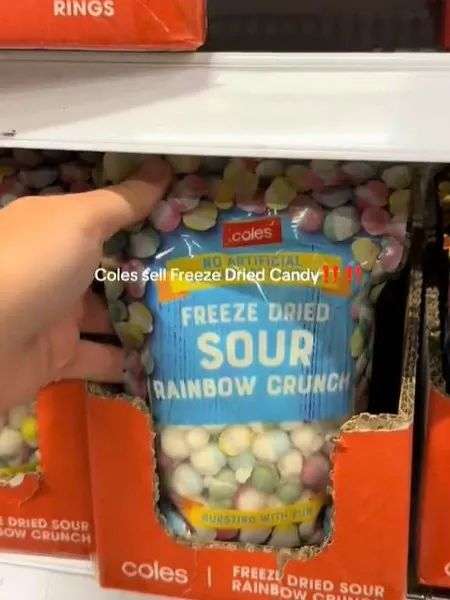 RINGS
coles
NO ARTIFICIAL
Coles sell Freeze Dried Candy‼️‼️
FREEZE DRIED
SOUR
RAINBOW CRUNCH
BURSTING WITH FUN
E DRIED SOUR
BOW CRUNCH
coles | FREEZE DRIED SOUR
RAINBOW CRUN